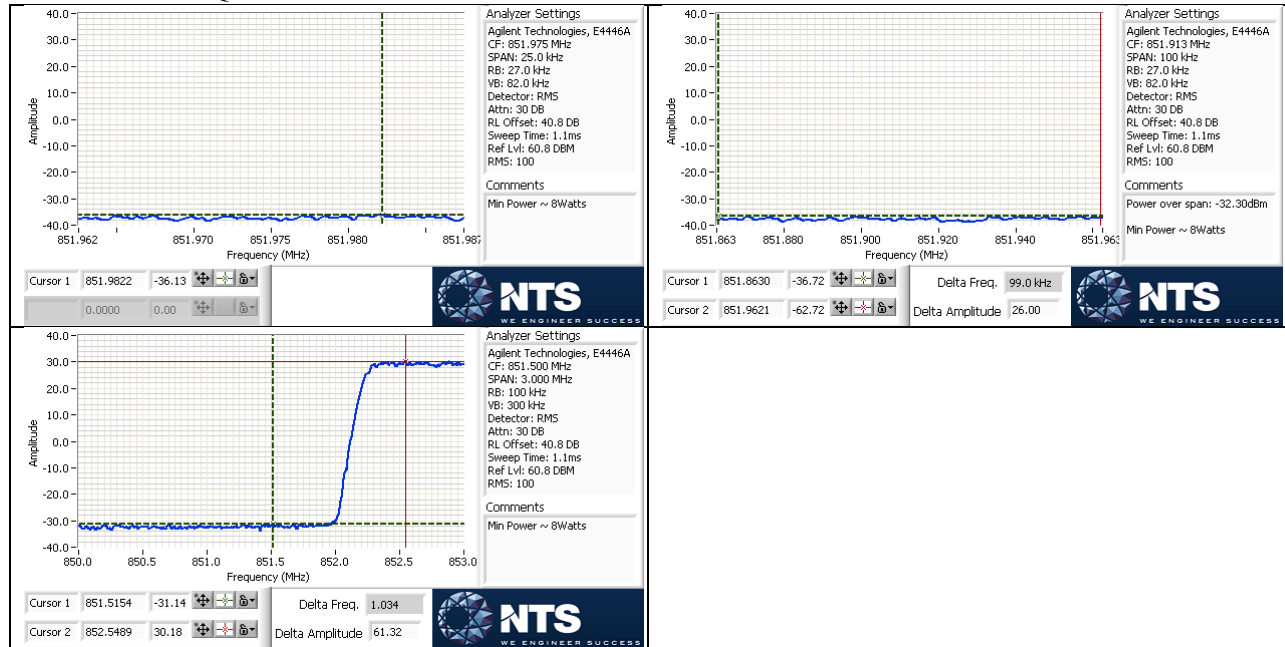 Analyzer Settings
Agilent Technologies, E4446A
CF: 851.975 MHz
SPAN: 25.0 kHz
RB: 27.0 kHz
VB: 82.0 kHz
Detector: RMS
Attn: 30 DB
RL Offset: 40.8 DB
Sweep Time: 1.1ms
Ref Lvl: 60.8 DBM
RMS: 100
Comments
Min Power ~ 8Watts
Amplitude
40.0
30.0
20.0
10.0
0.0
-10.0
-20.0
-30.0
-40.0
851.962 851.970 851.975 851.980 851.987
Frequency (MHz)
Cursor 1 851.9822 -36.13
0.0000 0.00
NTS
WE ENGINEER SUCCESS
Analyzer Settings
Agilent Technologies, E4446A
CF: 851.913 MHz
SPAN: 100 kHz
RB: 27.0 kHz
VB: 82.0 kHz
Detector: RMS
Attn: 30 DB
RL Offset: 40.8 DB
Sweep Time: 1.1ms
Ref Lvl: 60.8 DBM
RMS: 100
Comments
Power over span: -32.30dBm
Min Power ~ 8Watts
Amplitude
40.0
30.0
20.0
10.0
0.0
-10.0
-20.0
-30.0
-40.0
851.863 851.880 851.900 851.920 851.940 851.963
Frequency (MHz)
Cursor 1 851.8630 -36.72
Cursor 2 851.9621 -62.72
Delta Freq. 99.0 kHz
Delta Amplitude 26.00
NTS
WE ENGINEER SUCCESS
Analyzer Settings
Agilent Technologies, E4446A
CF: 851.500 MHz
SPAN: 3.000 MHz
RB: 100 kHz
VB: 300 kHz
Detector: RMS
Attn: 30 DB
RL Offset: 40.8 DB
Sweep Time: 1.1ms
Ref Lvl: 60.8 DBM
RMS: 100
Comments
Min Power ~ 8Watts
Amplitude
40.0
30.0
20.0
10.0
0.0
-10.0
-20.0
-30.0
-40.0
850.0 850.5 851.0 851.5 852.0 852.5 853.0
Frequency (MHz)
Cursor 1 851.5154 -31.14
Cursor 2 852.5489 30.18
Delta Freq. 1.034
Delta Amplitude 61.32
NTS
WE ENGINEER SUCCESS